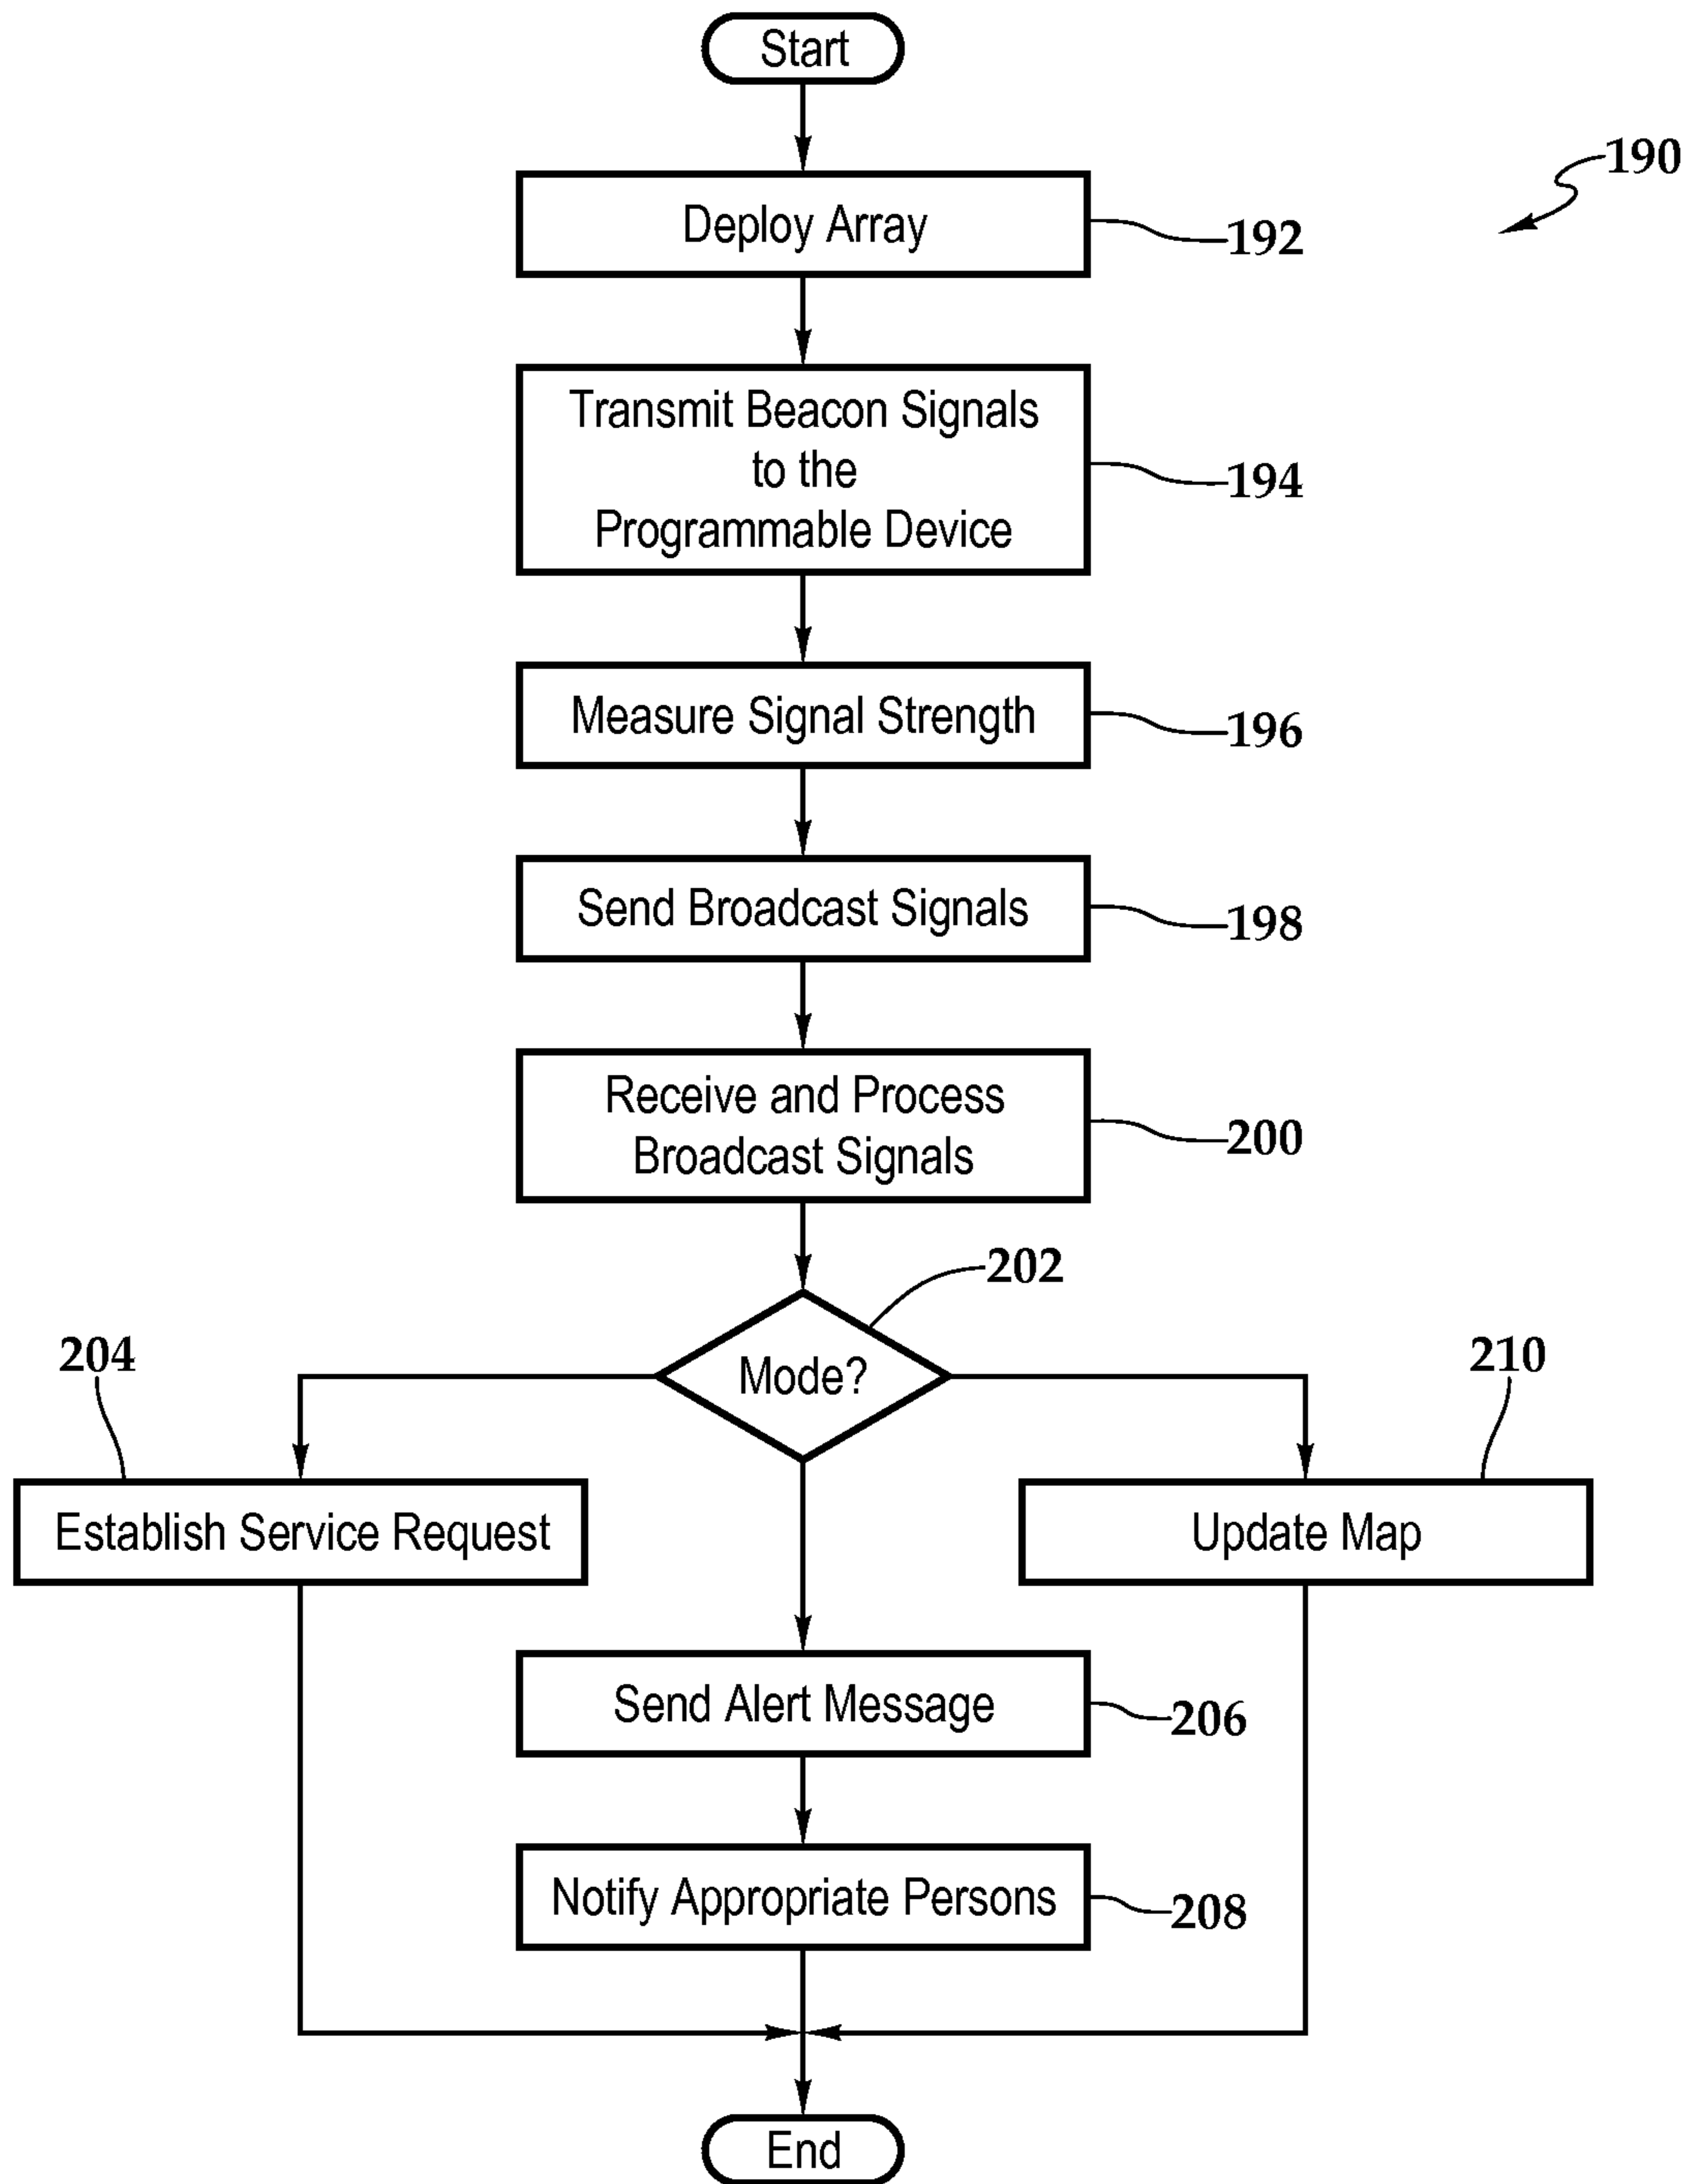 Start
190
Deploy Array
192
Transmit Beacon Signals
to the
Programmable Device
194
Measure Signal Strength
196
Send Broadcast Signals
198
Receive and Process
Broadcast Signals
200
202
Mode?
204
210
Establish Service Request
Update Map
Send Alert Message
206
Notify Appropriate Persons
208
End